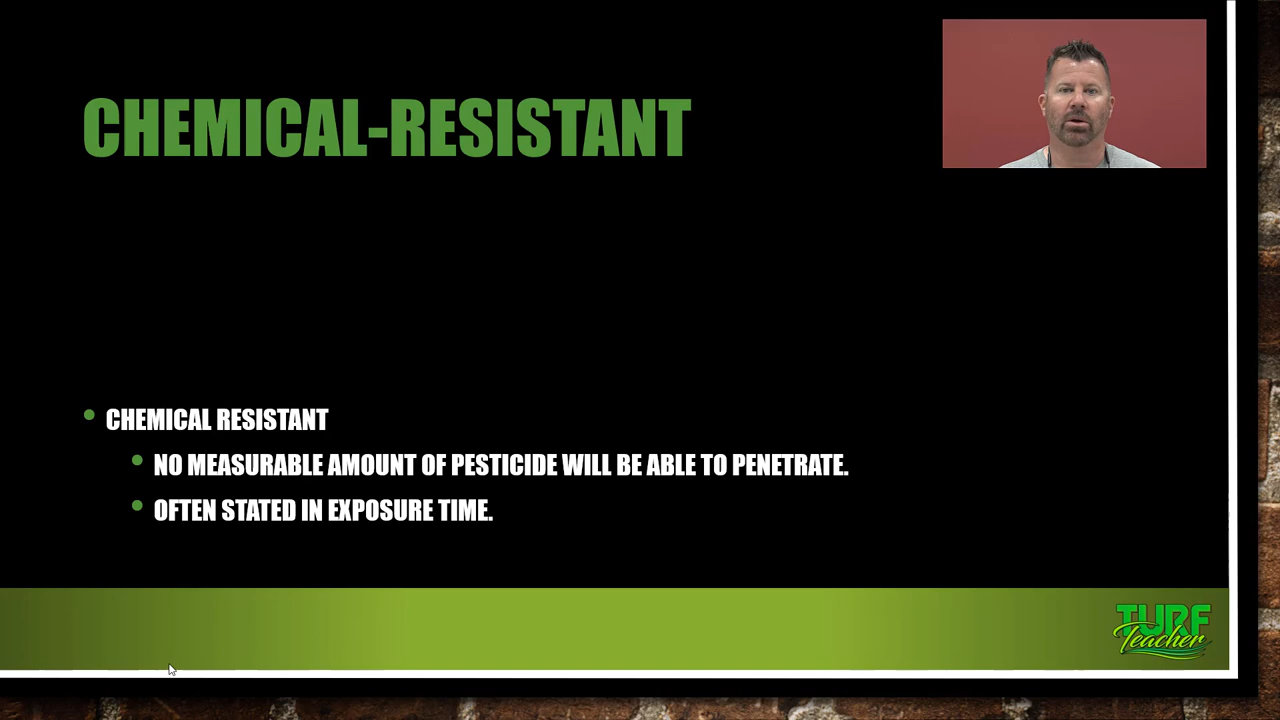 CHEMICAL-RESISTANT
CHEMICAL RESISTANT
NO MEASURABLE AMOUNT OF PESTICIDE WILL BE ABLE TO PENETRATE.
OFTEN STATED IN EXPOSURE TIME.
TURF
Teacher